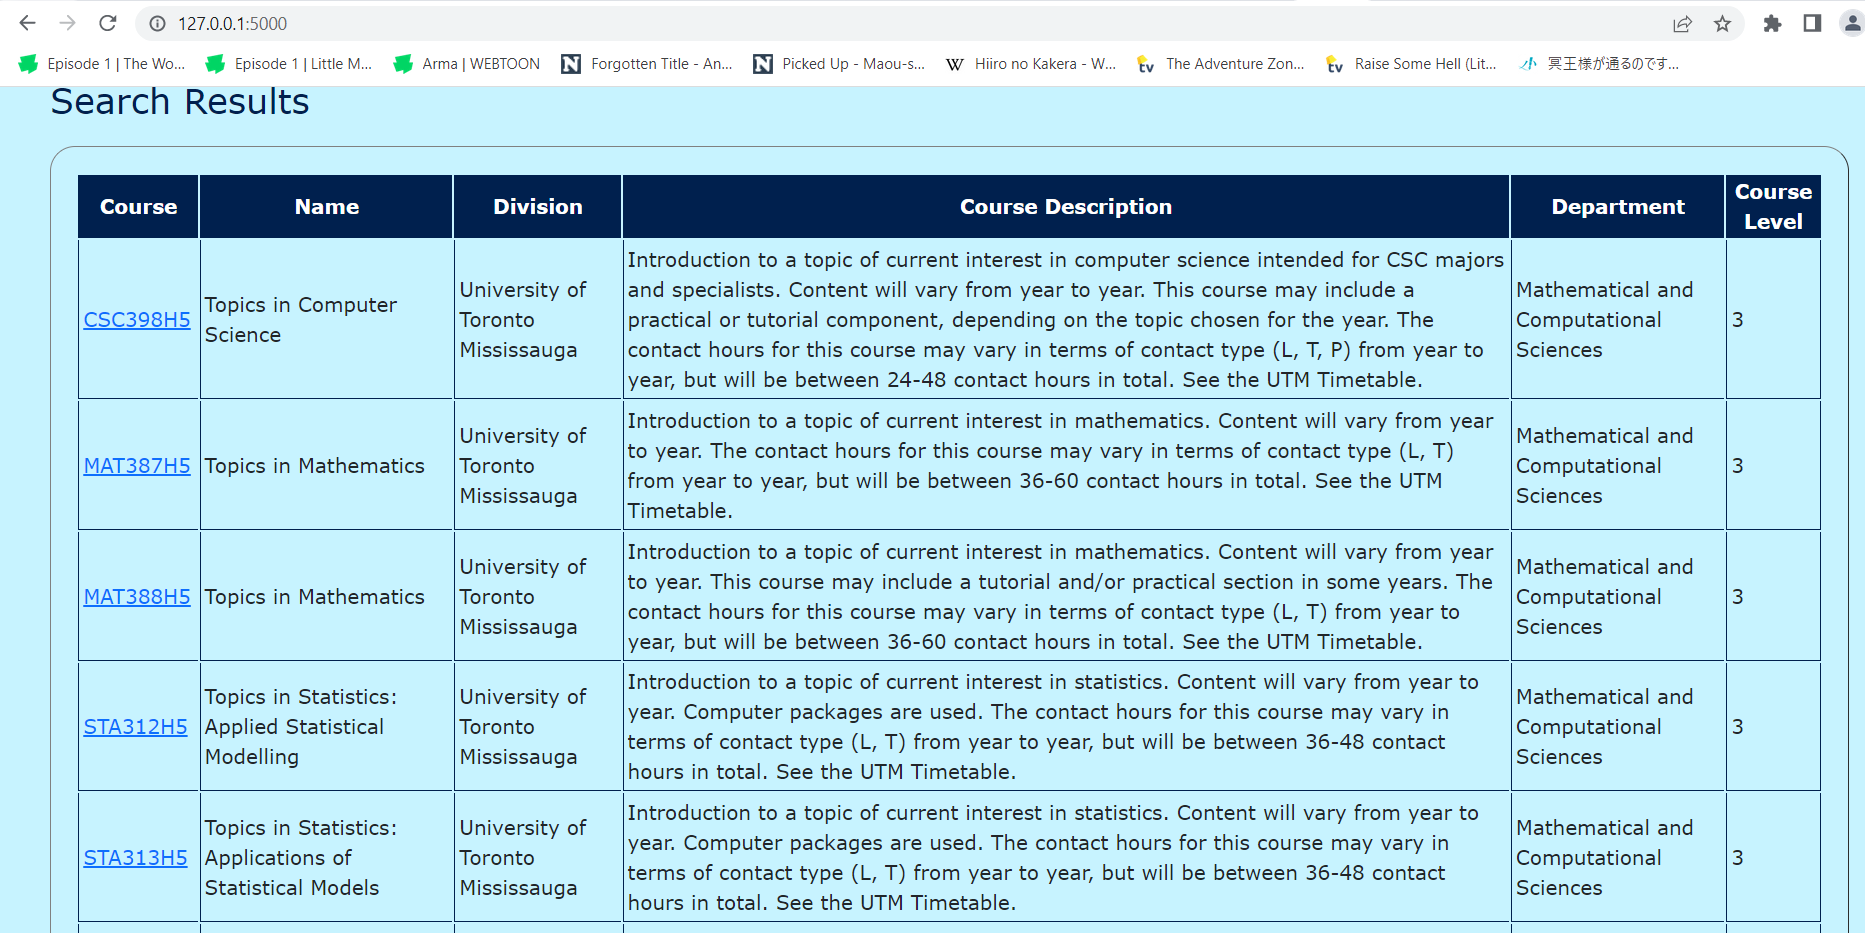 127.0.0.1:5000
Episode 1 | The Wo...
Episode 1 | Little M...
Arma | WEBTOON
Forgotten Title - An...
Picked Up - Maou-s...
Hiiro no Kakera - W...
The Adventure Zon...
Raise Some Hell (Lit...
冥王様が通るのです...
Search Results
Course
Name
Division
Course Description
Department
Course
Level
CSC398H5
Topics in Computer
Science
University of
Toronto
Mississauga
Introduction to a topic of current interest in computer science intended for CSC majors
and specialists. Content will vary from year to year. This course may include a
practical or tutorial component, depending on the topic chosen for the year. The
contact hours for this course may vary in terms of contact type (L, T, P) from year to
year, but will be between 24-48 contact hours in total. See the UTM Timetable.
Mathematical and
Computational
Sciences
3
MAT387H5
Topics in Mathematics
University of
Toronto
Mississauga
Introduction to a topic of current interest in mathematics. Content will vary from year
to year. The contact hours for this course may vary in terms of contact type (L, T)
from year to year, but will be between 36-60 contact hours in total. See the UTM
Timetable.
Mathematical and
Computational
Sciences
3
MAT388H5
Topics in Mathematics
University of
Toronto
Mississauga
Introduction to a topic of current interest in mathematics. Content will vary from year
to year. This course may include a tutorial and/or practical section in some years. The
contact hours for this course may vary in terms of contact type (L, T) from year to
year, but will be between 36-60 contact hours in total. See the UTM Timetable.
Mathematical and
Computational
Sciences
3
STA312H5
Topics in Statistics:
Applied Statistical
Modelling
University of
Toronto
Mississauga
Introduction to a topic of current interest in statistics. Content will vary from year to
year. Computer packages are used. The contact hours for this course may vary in
terms of contact type (L, T) from year to year, but will be between 36-48 contact
hours in total. See the UTM Timetable.
Mathematical and
Computational
Sciences
3
STA313H5
Topics in Statistics:
Applications of
Statistical Models
University of
Toronto
Mississauga
Introduction to a topic of current interest in statistics. Content will vary from year to
year. Computer packages are used. The contact hours for this course may vary in
terms of contact type (L, T) from year to year, but will be between 36-48 contact
hours in total. See the UTM Timetable.
Mathematical and
Computational
Sciences
3